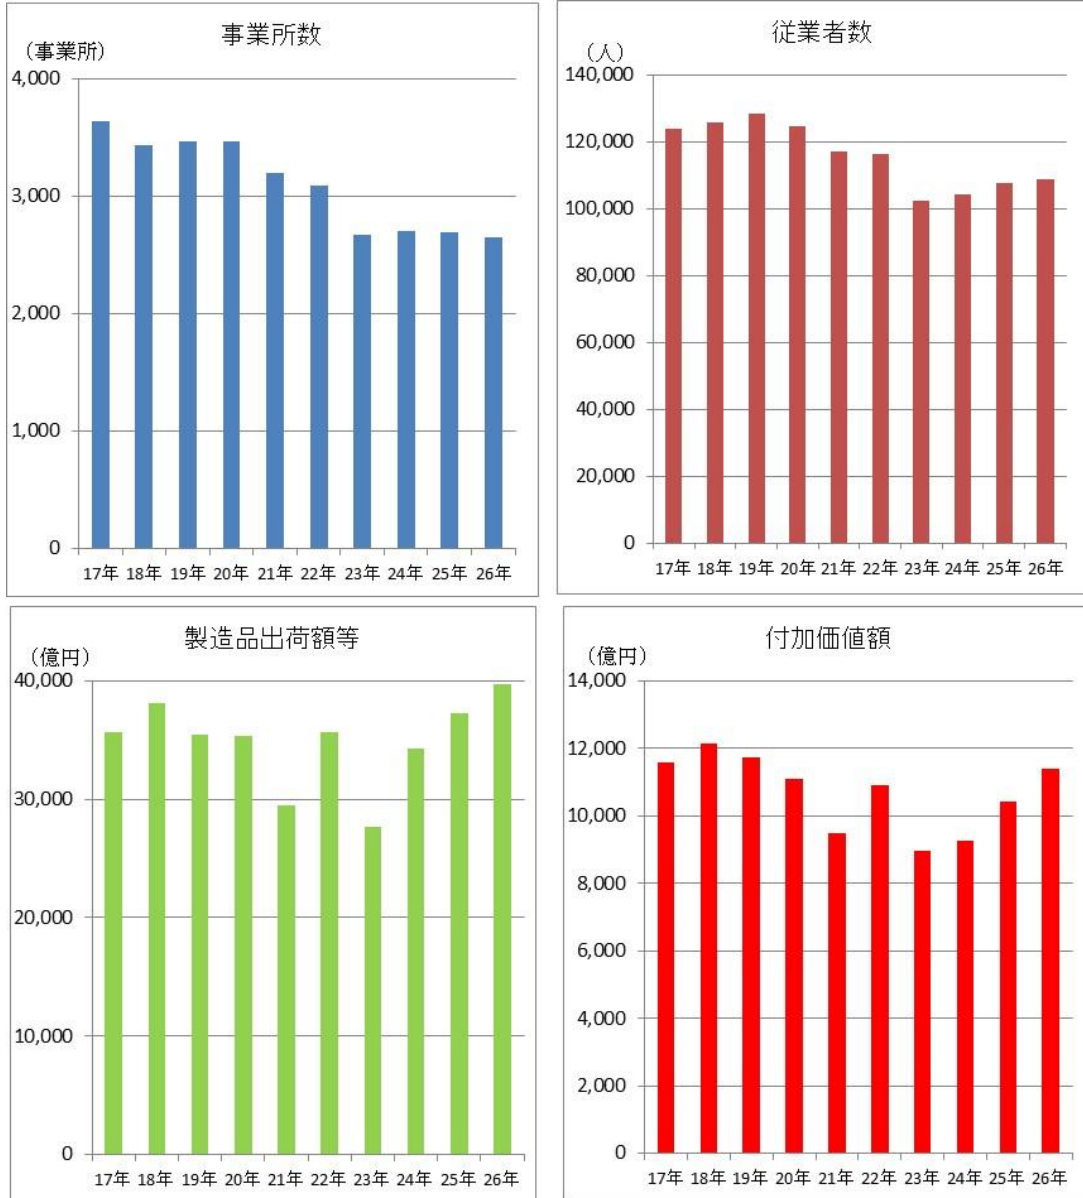 事業所数
（事業所）
4,000
3,000
2,000
1,000
0
17年 18年 19年 20年 21年 22年 23年 24年 25年 26年
従業者数
（人）
140,000
120,000
100,000
80,000
60,000
40,000
20,000
0
17年 18年 19年 20年 21年 22年 23年 24年 25年 26年
製造品出荷額等
（億円）
40,000
30,000
20,000
10,000
0
17年 18年 19年 20年 21年 22年 23年 24年 25年 26年
付加価値額
（億円）
14,000
12,000
10,000
8,000
6,000
4,000
2,000
0
17年 18年 19年 20年 21年 22年 23年 24年 25年 26年